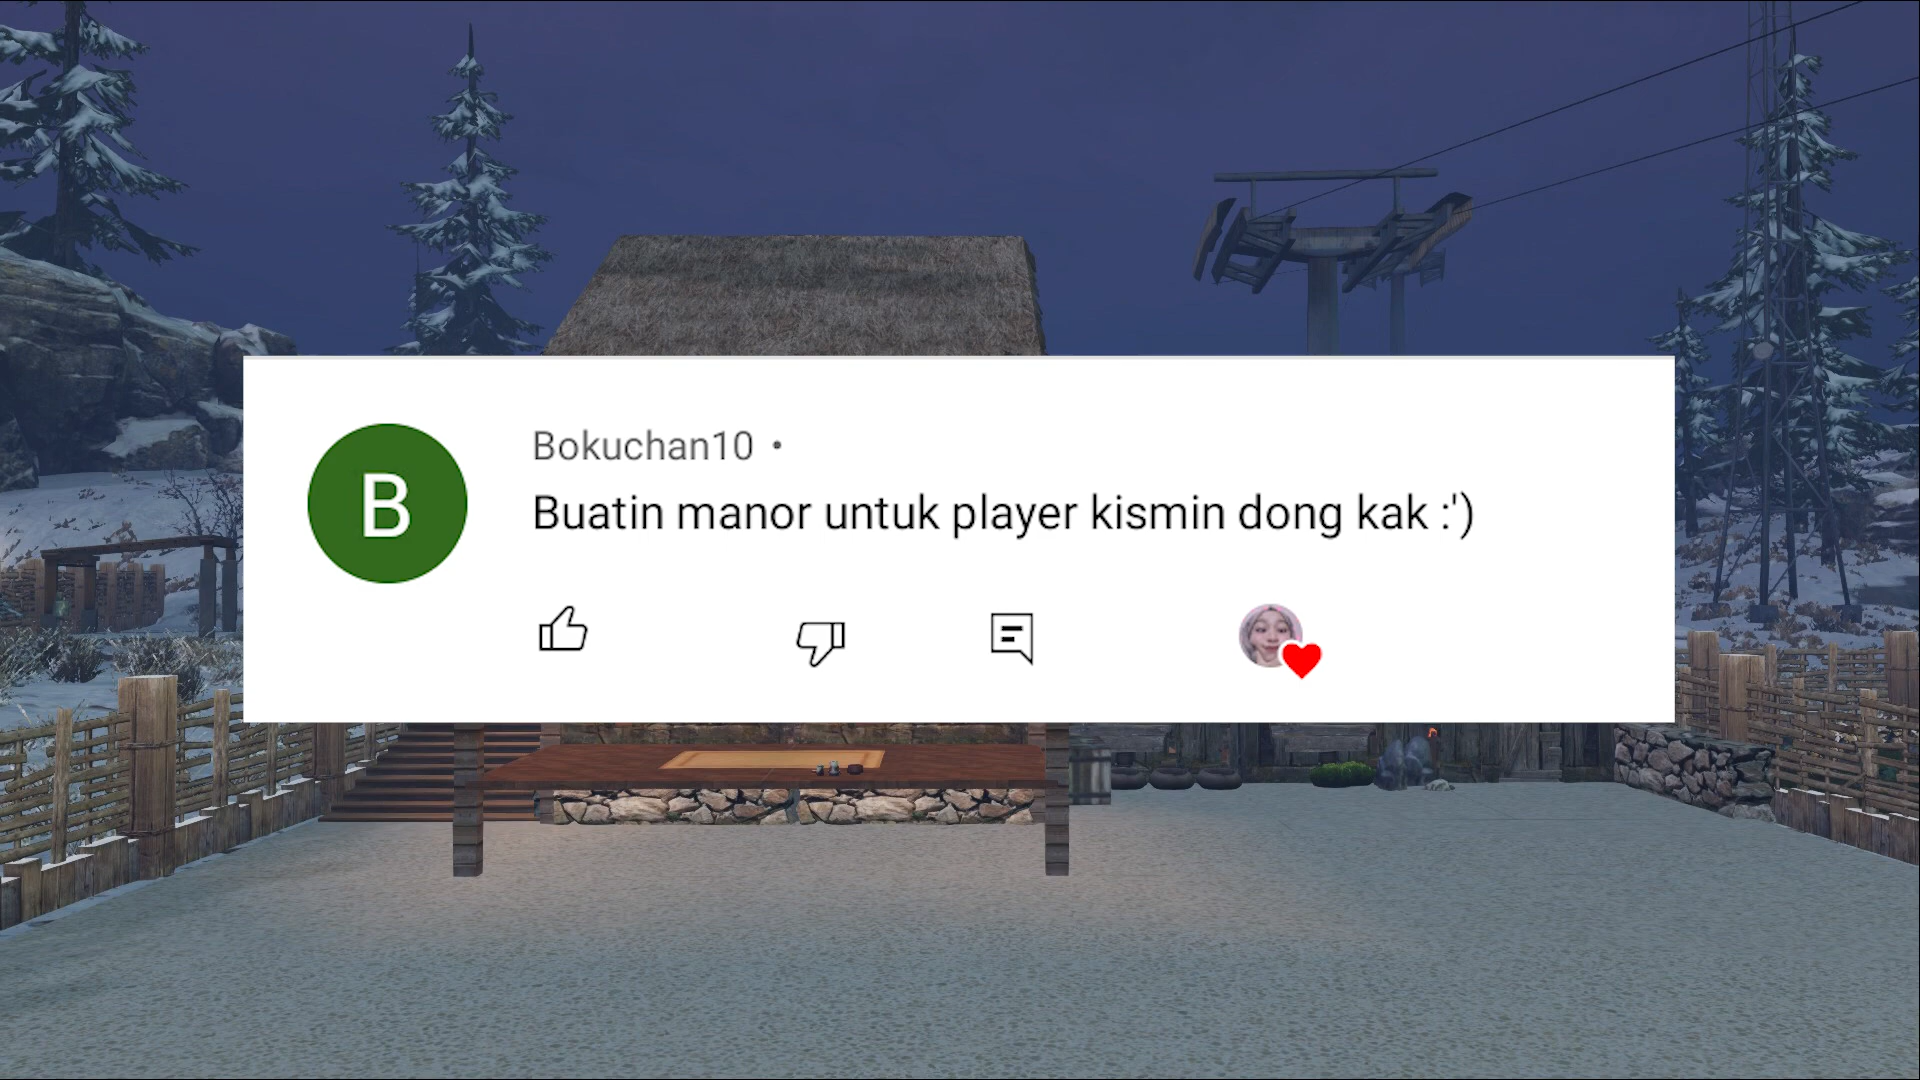 B
Bokuchan10 •
Buatin manor untuk player kismin dong kak :')